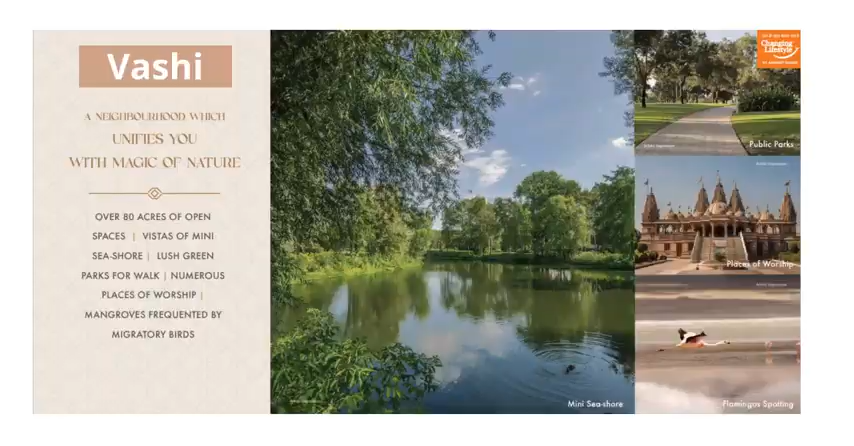 Vashi
A NEIGHBOURHOOD WHICH
UNIFIES YOU
WITH MAGIC OF NATURE
OVER 80 ACRES OF OPEN
SPACES | VISTAS OF MINI
SEA-SHORE | LUSH GREEN
PARKS FOR WALK | NUMEROUS
PLACES OF WORSHIP |
MANGROVES FREQUENTED BY
MIGRATORY BIRDS
Mini Sea-shore
Changing
Lifestyle
Public Parks
Places of Worship
Flamingos Spotting